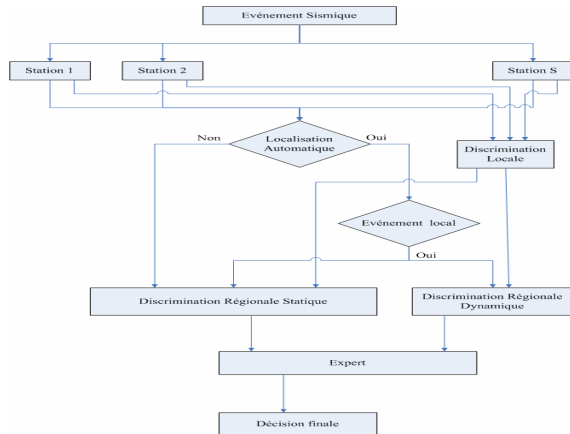 Evénement Sismique
Station 1
Station 2
Station S
Non
Localisation
Automatique
Oui
Discrimination
Locale
Evénement local
Oui
Discrimination Régionale Statique
Discrimination Régionale
Dynamique
Expert
Décision finale